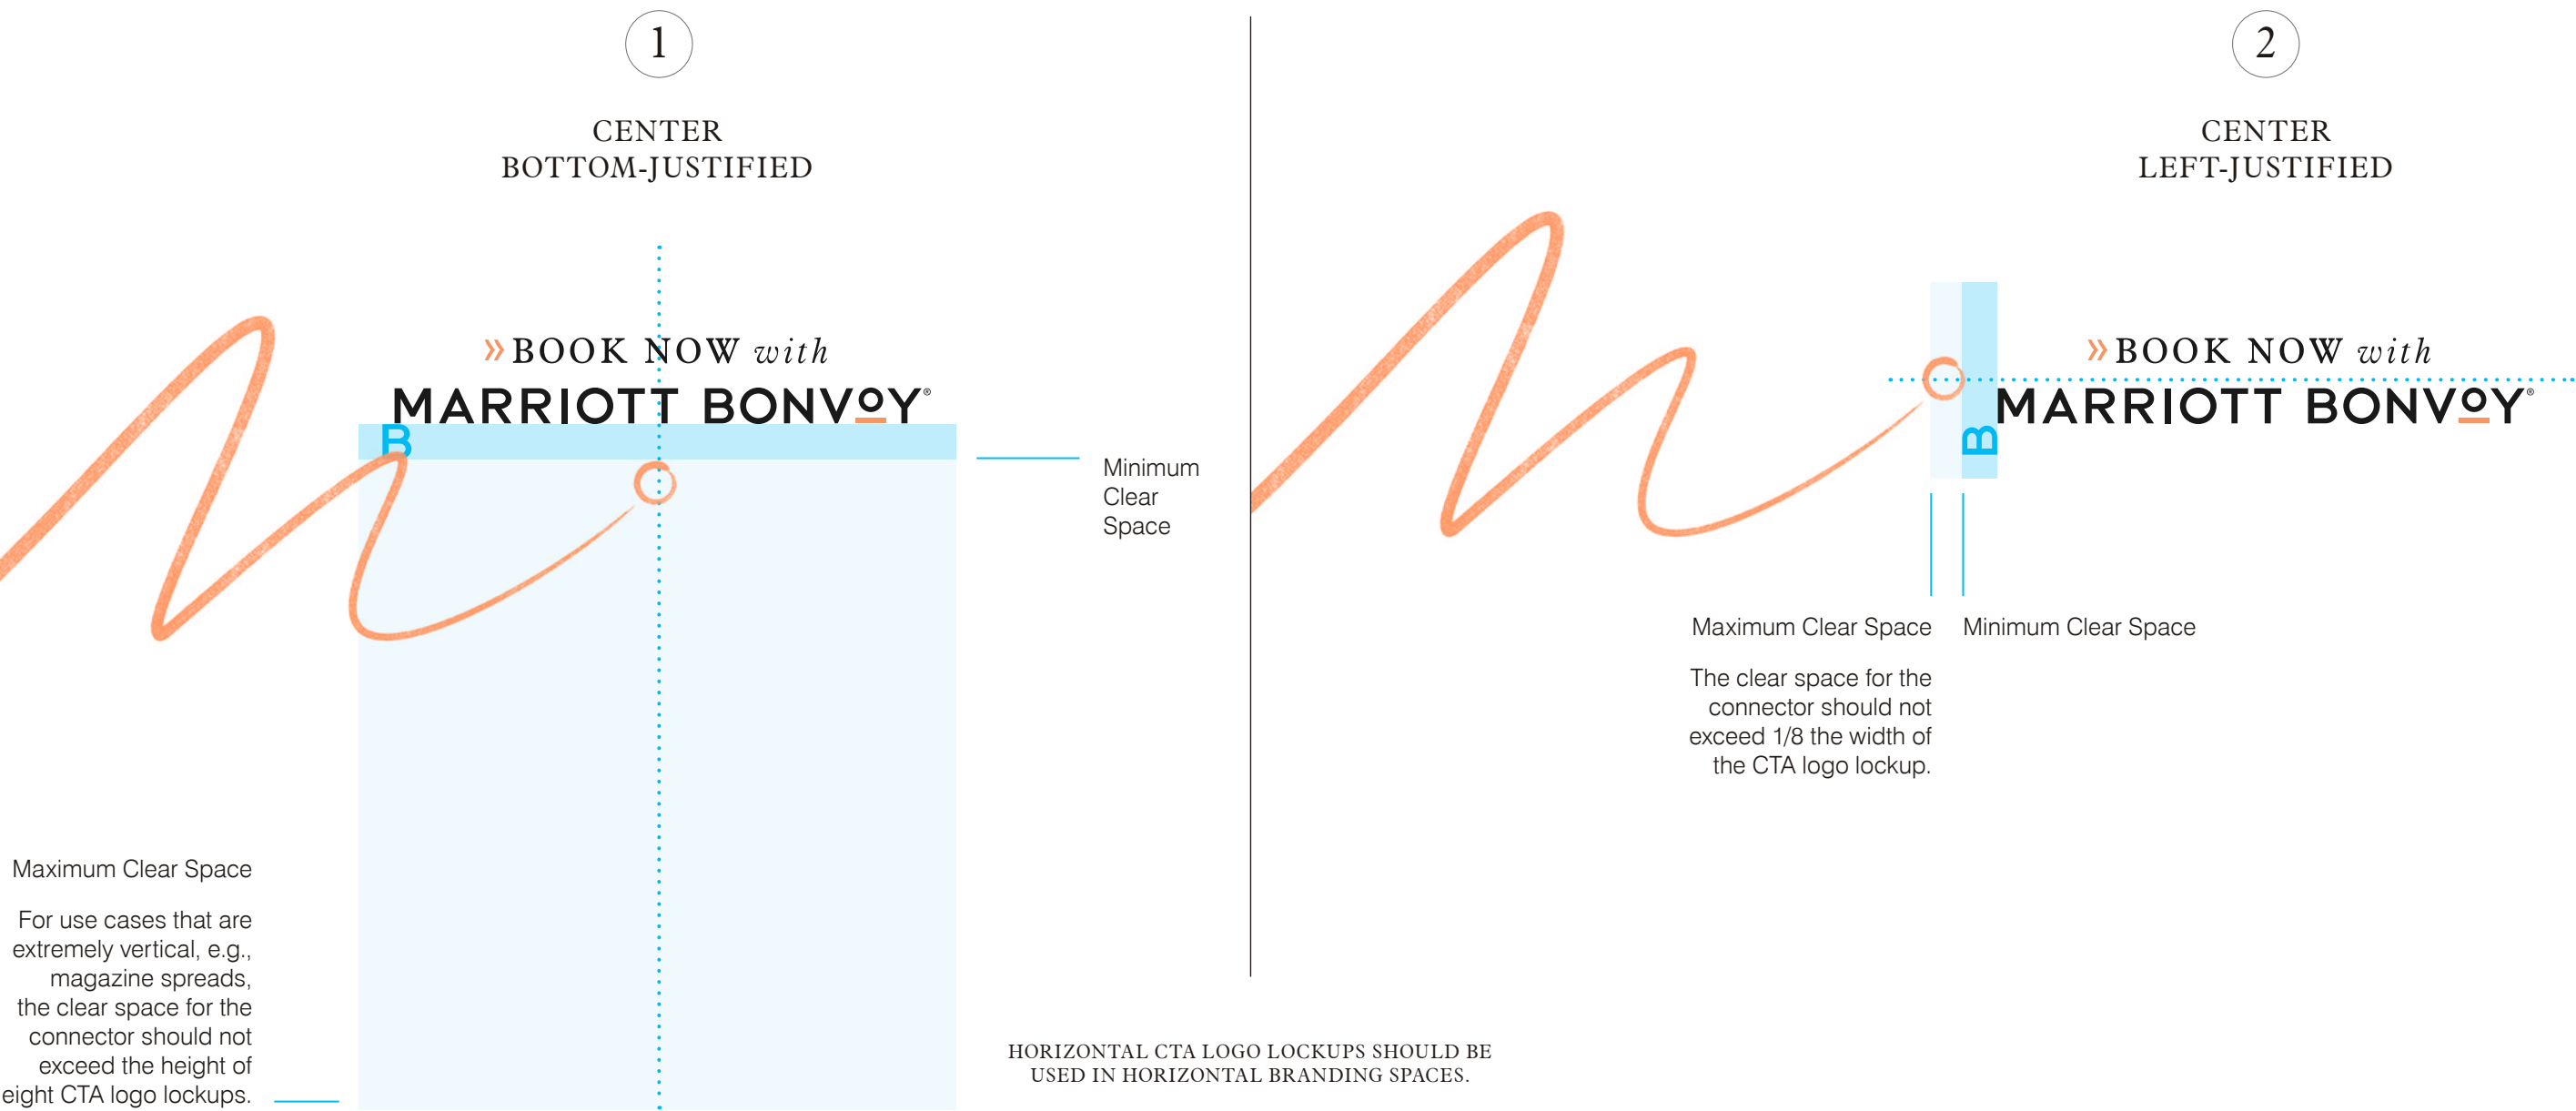 1
CENTER
BOTTOM-JUSTIFIED
» BOOK NOW with
MARRIOTT BONVOY®
B
Minimum
Clear
Space
Maximum Clear Space
For use cases that are
extremely vertical, e.g.,
magazine spreads,
the clear space for the
connector should not
exceed the height of
eight CTA logo lockups.
2
CENTER
LEFT-JUSTIFIED
» BOOK NOW with
MARRIOTT BONVOY®
B
Maximum Clear Space
The clear space for the
connector should not
exceed 1/8 the width of
the CTA logo lockup.
Minimum Clear Space
HORIZONTAL CTA LOGO LOCKUPS SHOULD BE
USED IN HORIZONTAL BRANDING SPACES.